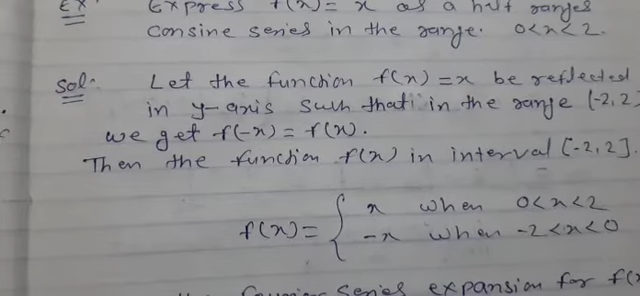 Ex Express f(x) = x as a half ranges
Consine series in the range. 0<x<2.
Sol^n Let the function f(x) = x be reflected
in y-axis such that in the range [-2, 2
we get f(-x) = f(x).
Then the function f(x) in interval [-2, 2].
f(x) = { x when 0<x<2
-x when -2<x<0
series expansion for f(x